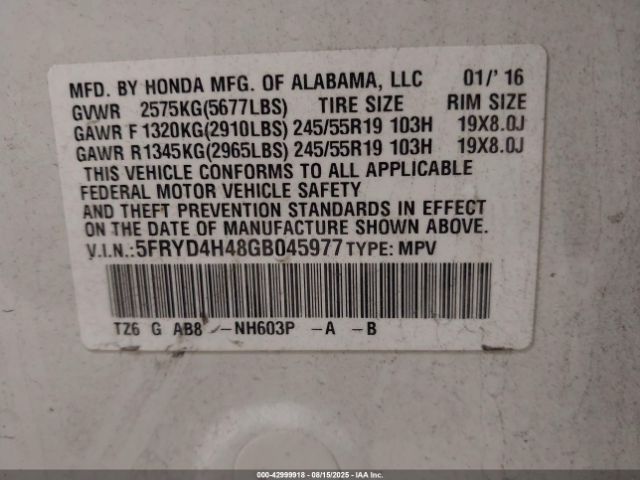 MFD. BY HONDA MFG. OF ALABAMA, LLC 01/'16
GVWR 2575KG(5677LBS) TIRE SIZE RIM SIZE
GAWR F1320KG(2910LBS) 245/55R19 103H 19X8.0J
GAWR R1345KG(2965LBS) 245/55R19 103H 19X8.0J
THIS VEHICLE CONFORMS TO ALL APPLICABLE
FEDERAL MOTOR VEHICLE SAFETY
AND THEFT PREVENTION STANDARDS IN EFFECT
ON THE DATE OF MANUFACTURE SHOWN ABOVE.
V.I.N.:5FRYD4H48GB045977 TYPE: MPV
TZ6 G AB8 -NH603P -A -B
000-42999918 - 08/15/2025 - IAA Inc.